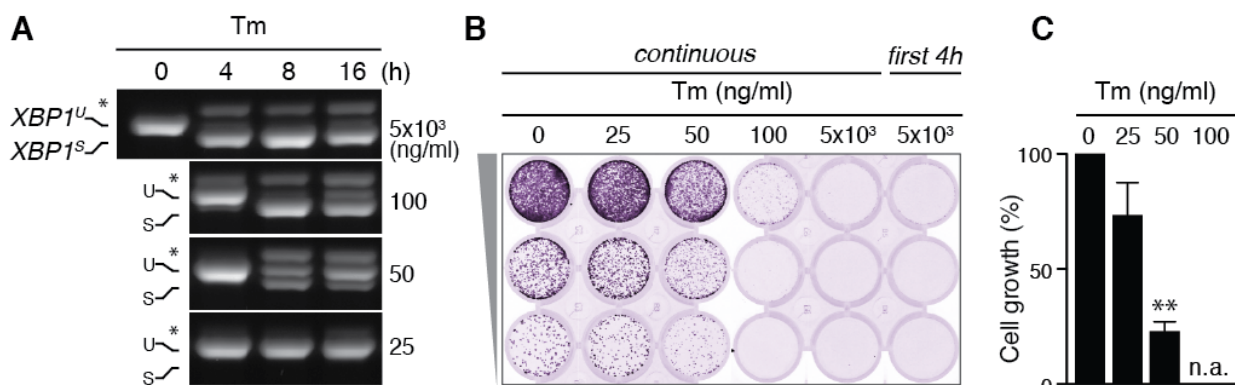 A
Tm
0 4 8 16 (h)
*
XBP1ᵁ
XBP1ˢ
5x10³
(ng/ml)
*
U
S
100
*
U
S
50
*
U
S
25
B
continuous first 4h
Tm (ng/ml)
0 25 50 100 5x10³ 5x10³
C
Tm (ng/ml)
0 25 50 100
Cell growth (%)
100
50
0
**
n.a.